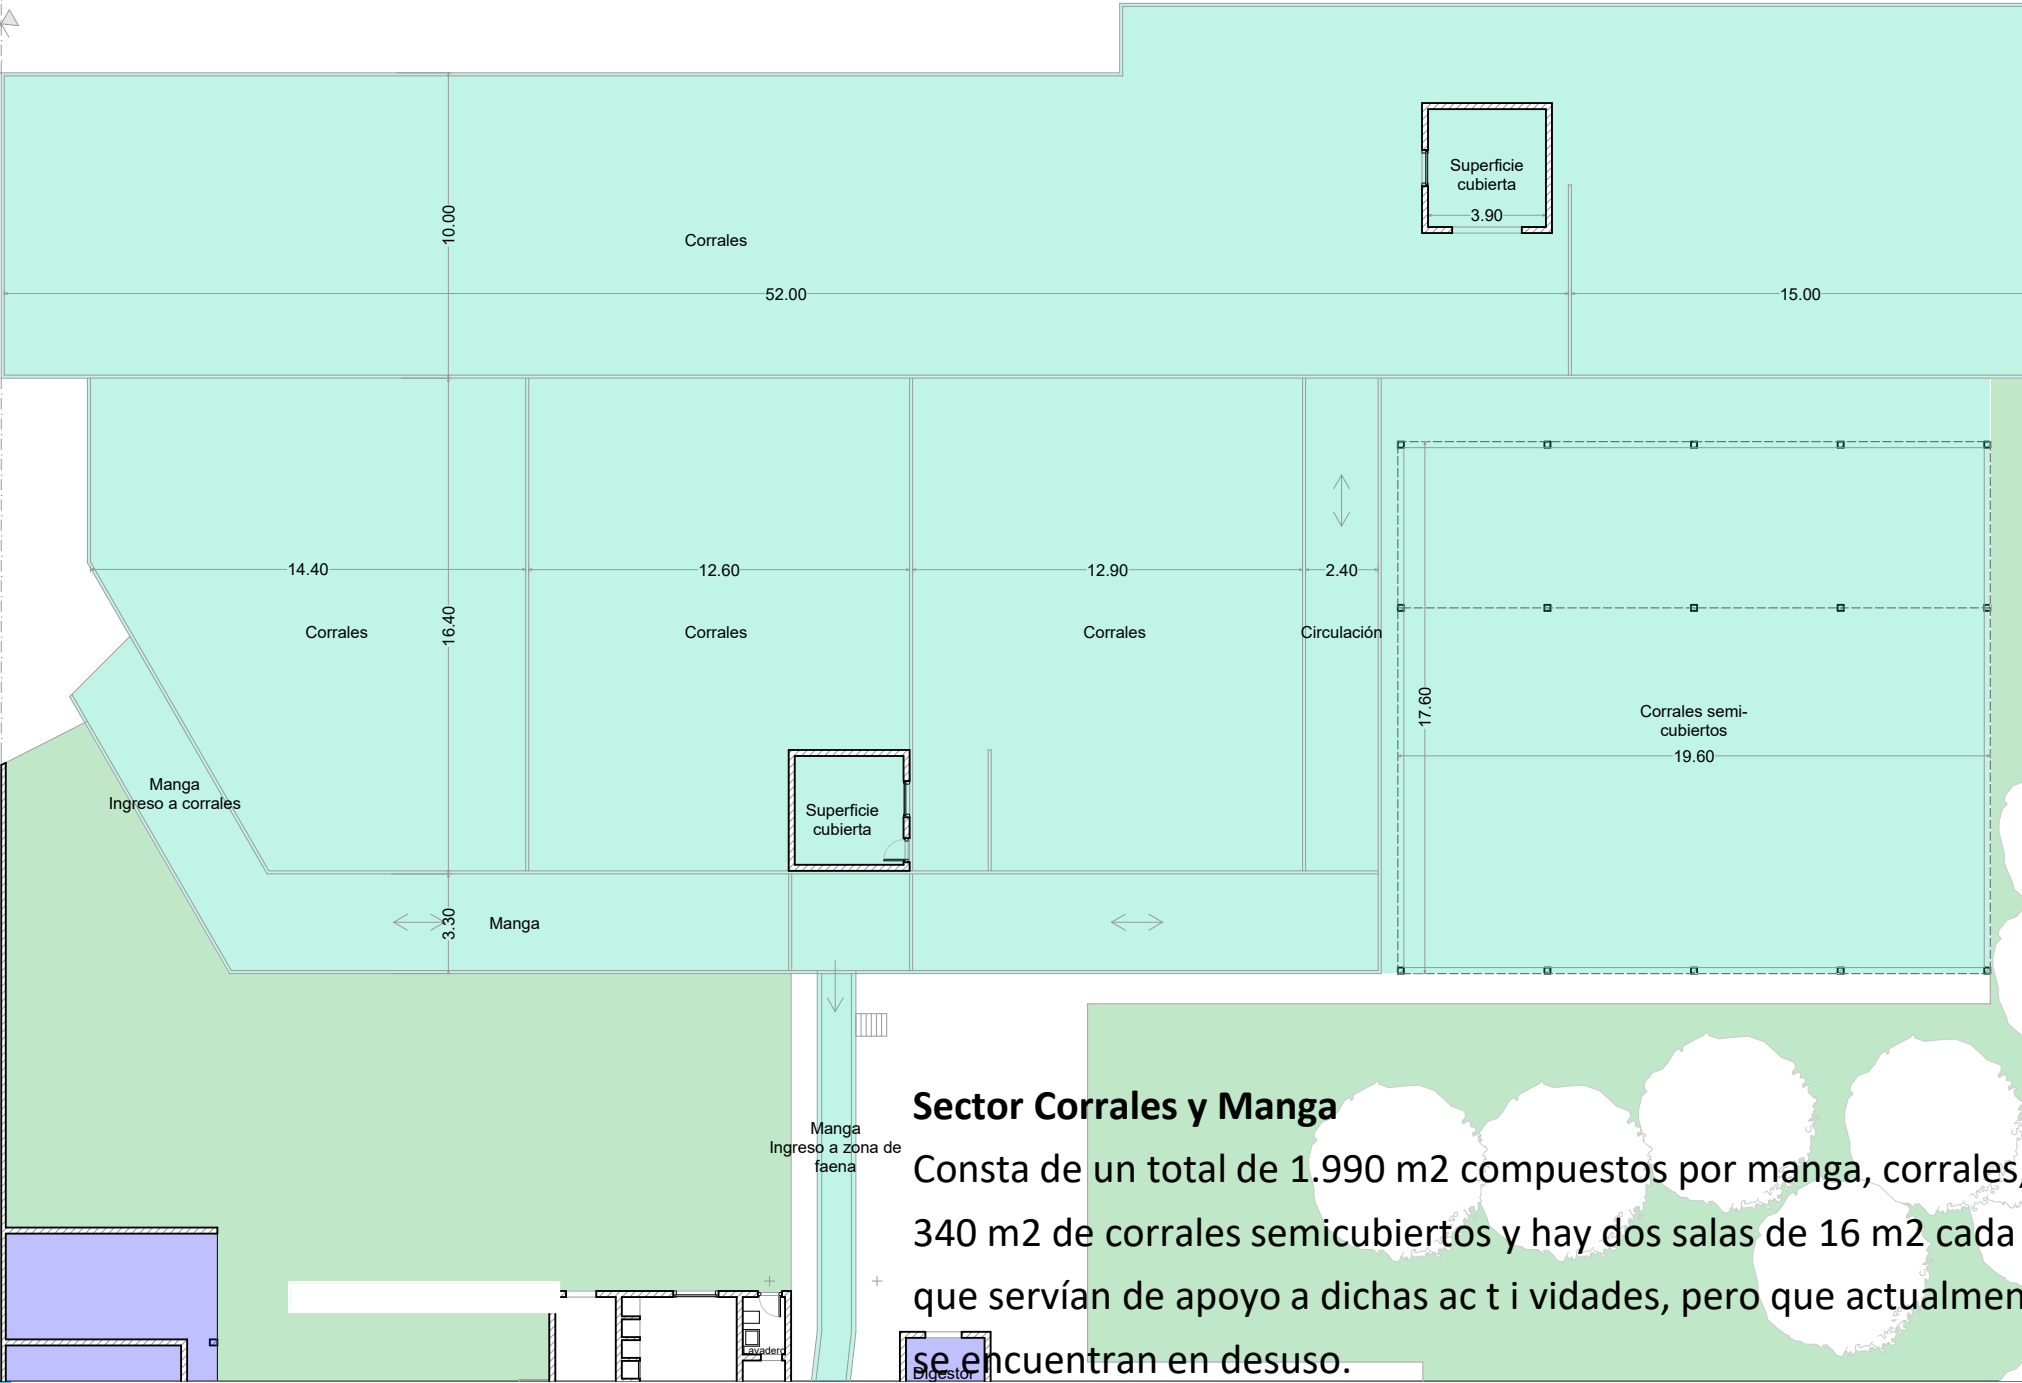 Superficie
cubierta
3.90
10.00
Corrales
52.00
15.00
14.40
12.60
12.90
2.40
16.40
Corrales
Corrales
Corrales
Circulación
17.60
Corrales semi-
cubiertos
19.60
Manga
Ingreso a corrales
Superficie
cubierta
3.30
Manga
Manga
Ingreso a zona de
faena
Sector Corrales y Manga
Consta de un total de 1.990 m2 compuestos por manga, corrales,
340 m2 de corrales semicubiertos y hay dos salas de 16 m2 cada
que servían de apoyo a dichas ac t i vidades, pero que actualmen
se encuentran en desuso.
Lavadero
Digestor